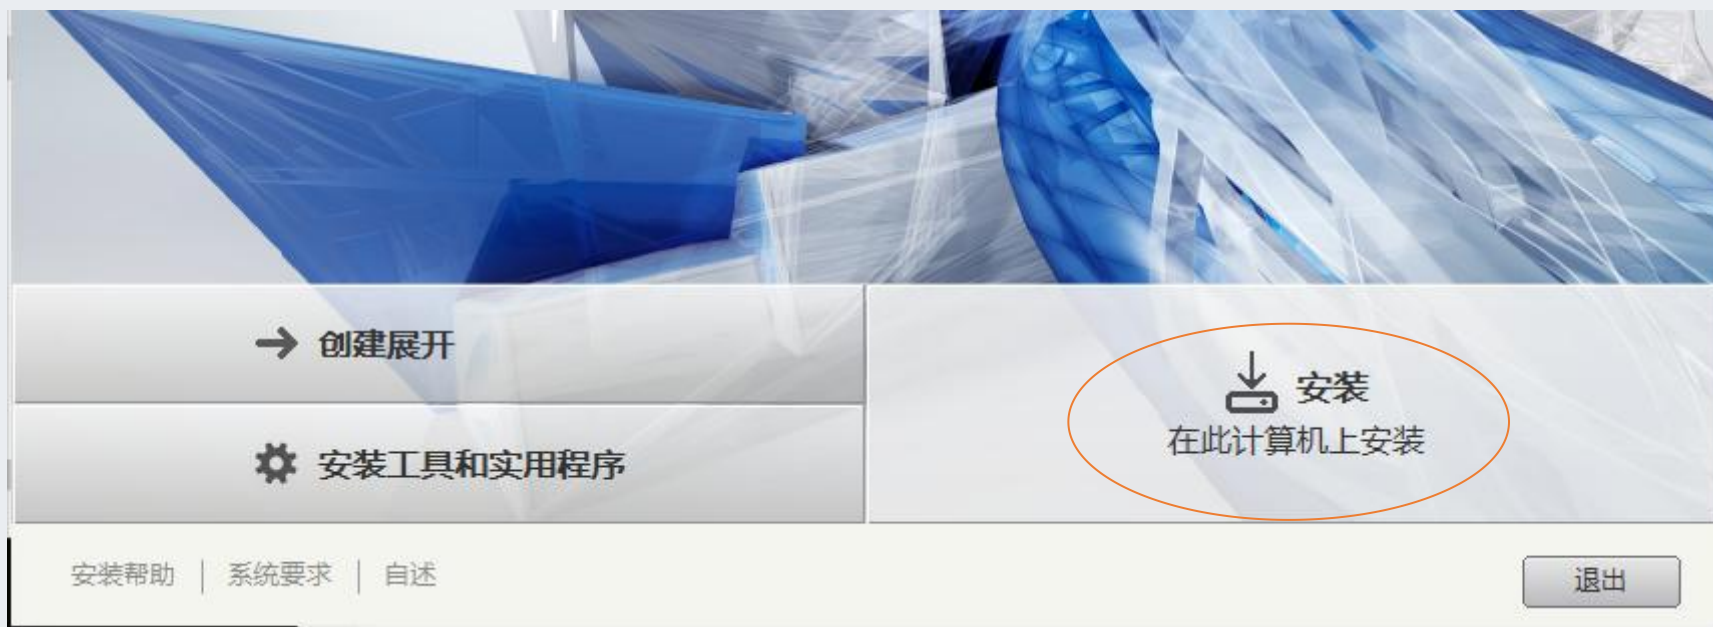 创建展开
安装工具和实用程序
安装
在此计算机上安装
安装帮助 | 系统要求 | 自述
退出